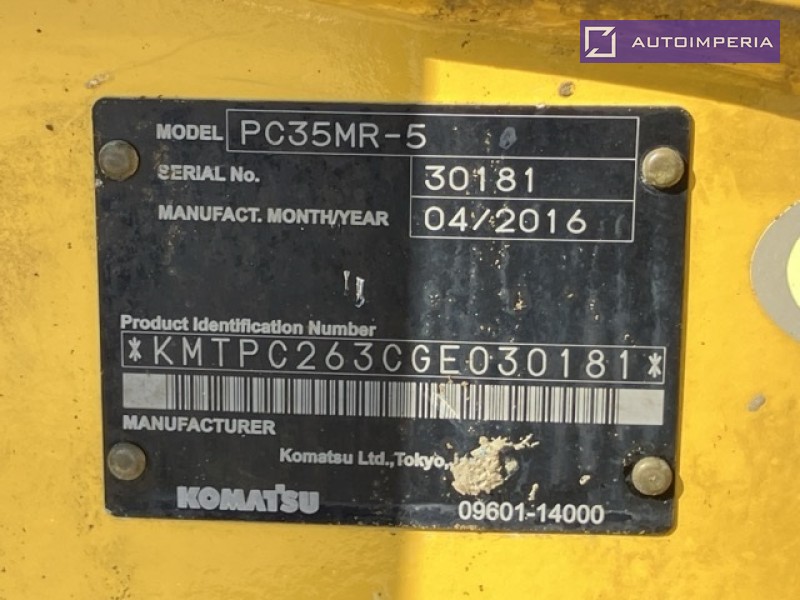 AUTOIMPERIA
MODEL PC35MR-5
SERIAL No. 30181
MANUFACT. MONTH/YEAR 04/2016
Product Identification Number
*KMTPC263CGE030181*
MANUFACTURER
Komatsu Ltd.,Tokyo,
KOMATSU
09601-14000